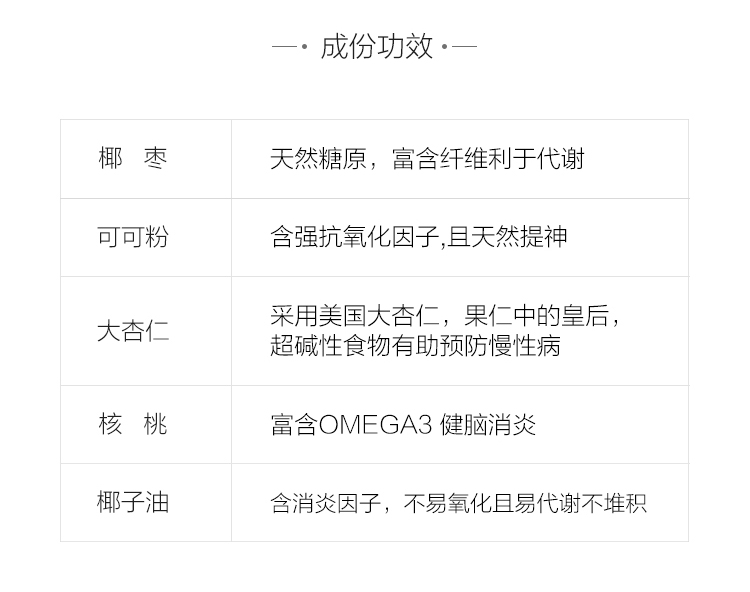 成份功效
椰 枣
天然糖原，富含纤维利于代谢
可可粉
含强抗氧化因子,且天然提神
大杏仁
采用美国大杏仁，果仁中的皇后，
超碱性食物有助预防慢性病
核 桃
富含OMEGA3 健脑消炎
椰子油
含消炎因子，不易氧化且易代谢不堆积